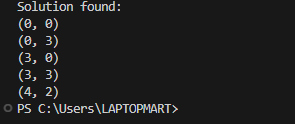 Solution found:
(0, 0)
(0, 3)
(3, 0)
(3, 3)
(4, 2)
PS C:\Users\LAPTOPMART>